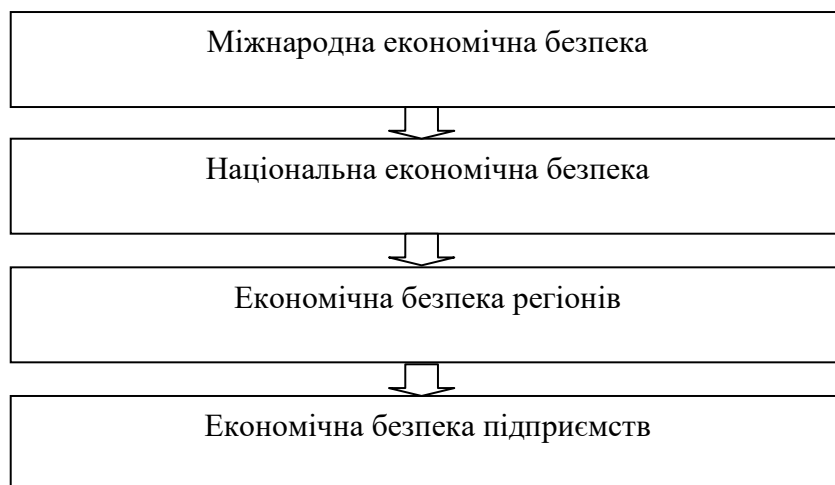 Міжнародна економічна безпека
Національна економічна безпека
Економічна безпека регіонів
Економічна безпека підприємств